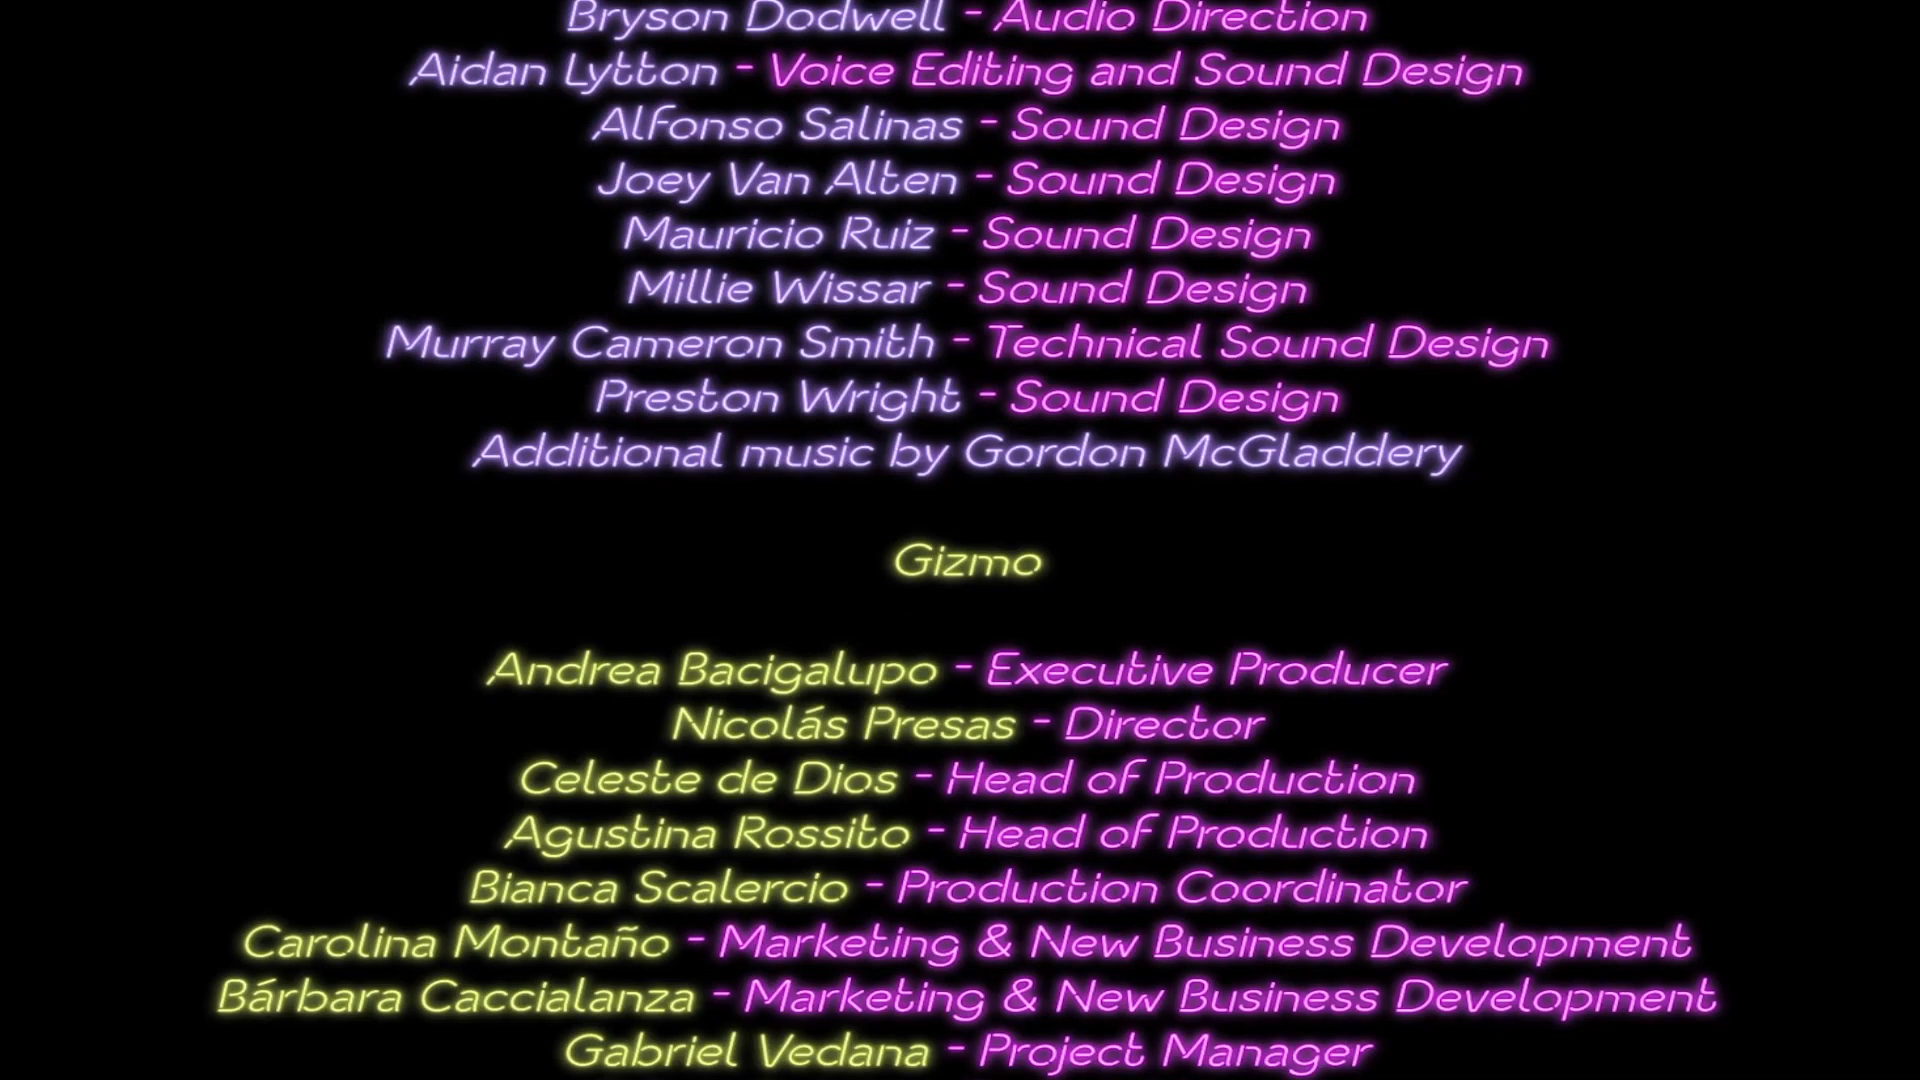 Bryson Dodwell - Audio Direction
Aidan Lytton - Voice Editing and Sound Design
Alfonso Salinas - Sound Design
Joey Van Alten - Sound Design
Mauricio Ruiz - Sound Design
Millie Wissar - Sound Design
Murray Cameron Smith - Technical Sound Design
Preston Wright - Sound Design
Additional music by Gordon McGladdery
Gizmo
Andrea Bacigalupo - Executive Producer
Nicolás Presas - Director
Celeste de Dios - Head of Production
Agustina Rossito - Head of Production
Bianca Scalercio - Production Coordinator
Carolina Montaño - Marketing & New Business Development
Bárbara Caccialanza - Marketing & New Business Development
Gabriel Vedana - Project Manager